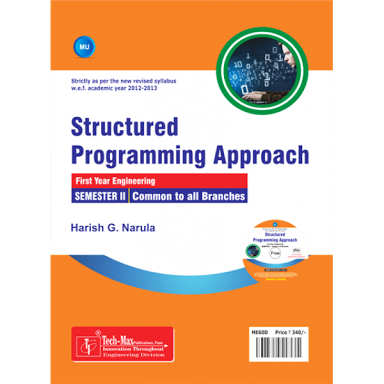 MU
Strictly as per the new revised syllabus
w.e.f. academic year 2012-2013
Structured
Programming Approach
First Year Engineering
SEMESTER II Common to all Branches
Harish G. Narula
Structured
Programming Approach
Free
Tech-Max Publications, Pune
Innovation Throughout
Engineering Division
ME60D Price ₹ 340/-